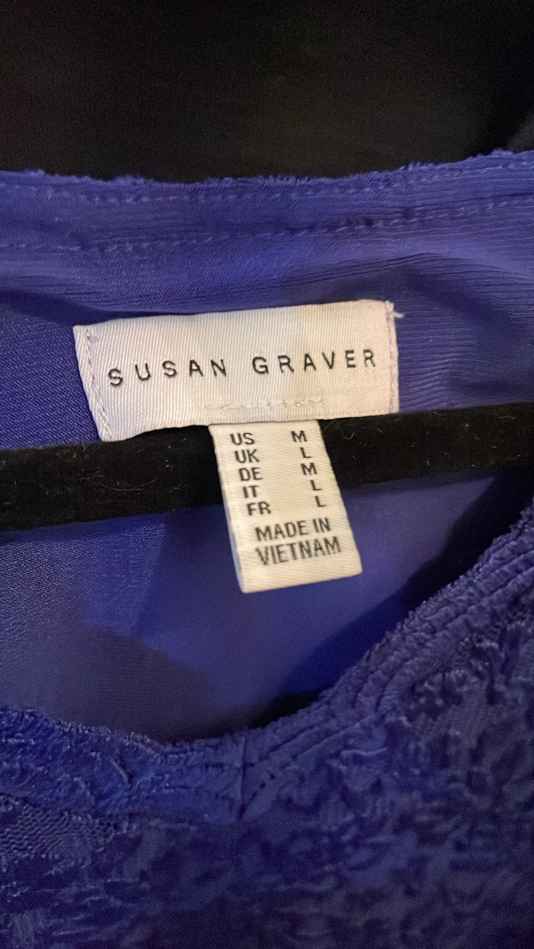 SUSAN GRAVER
US M
UK L
DE M
IT L
FR L
MADE IN
VIETNAM